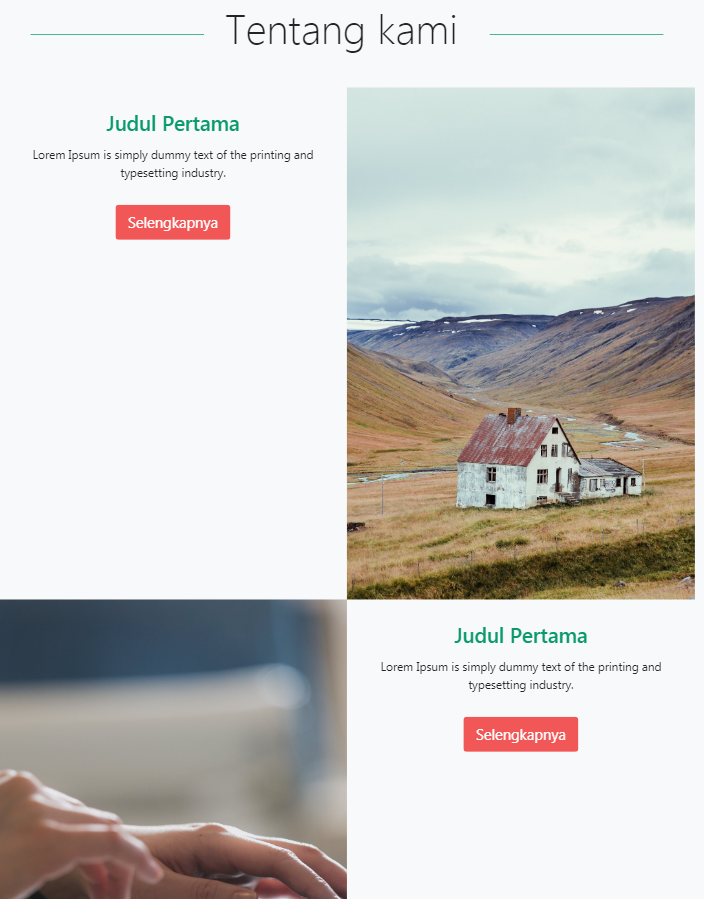 Tentang kami
Judul Pertama
Lorem Ipsum is simply dummy text of the printing and
typesetting industry.
Selengkapnya
Judul Pertama
Lorem Ipsum is simply dummy text of the printing and
typesetting industry.
Selengkapnya